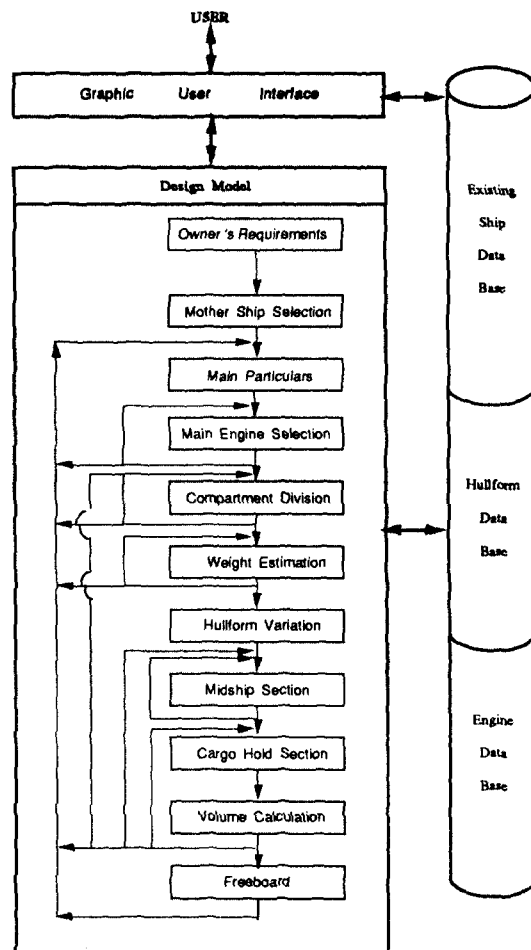 USER
Graphic User Interface
Design Model
Owner's Requirements
Mother Ship Selection
Main Particulars
Main Engine Selection
Compartment Division
Weight Estimation
Hullform Variation
Midship Section
Cargo Hold Section
Volume Calculation
Freeboard
Existing
Ship
Data
Base
Hullform
Data
Base
Engine
Data
Base